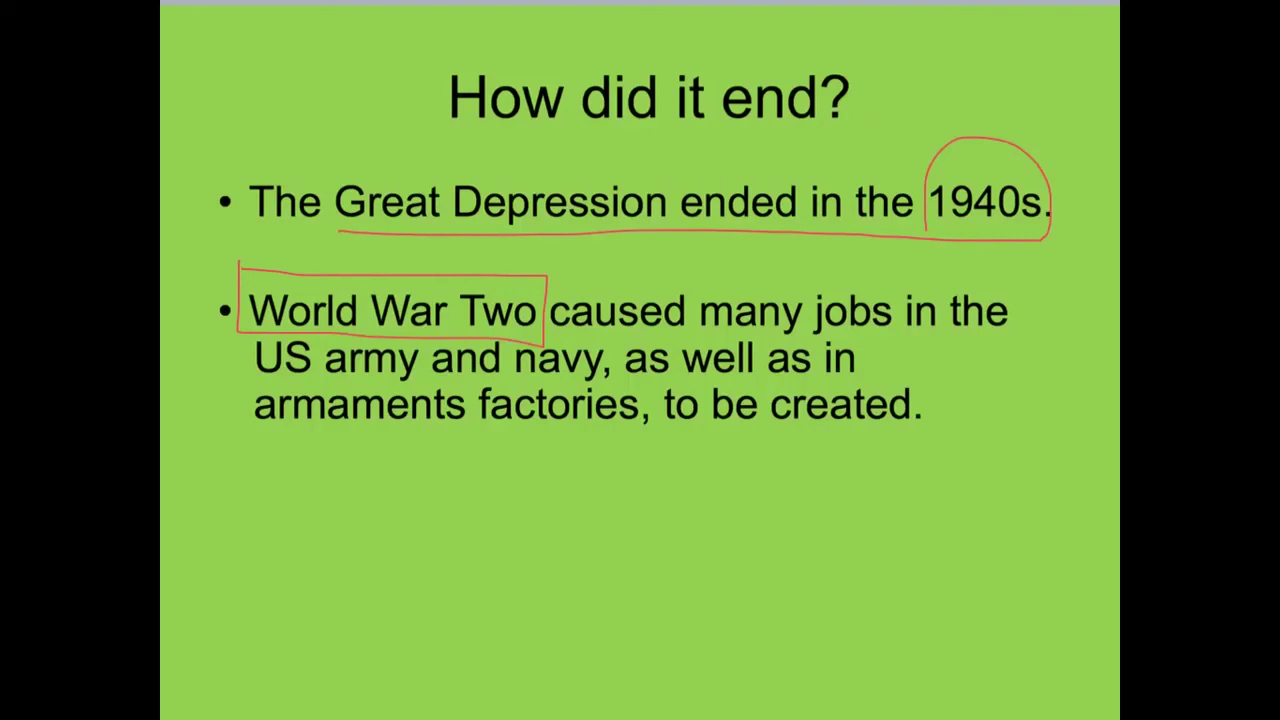 How did it end?
• The Great Depression ended in the 1940s.
• World War Two caused many jobs in the
US army and navy, as well as in
armaments factories, to be created.